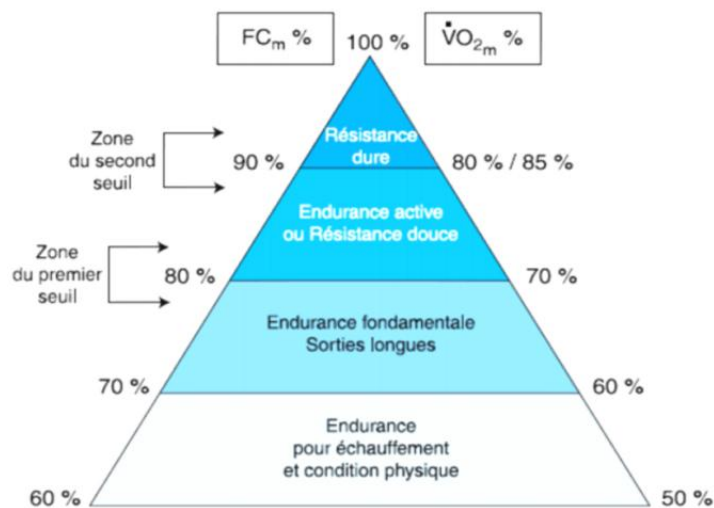 FCm %
100 %
V̇O2m %
Zone
du second
seuil
90 %
Résistance
dure
80 % / 85 %
Endurance active
ou Résistance douce
Zone
du premier
seuil
80 %
70 %
Endurance fondamentale
Sorties longues
70 %
60 %
Endurance
pour échauffement
et condition physique
60 %
50 %